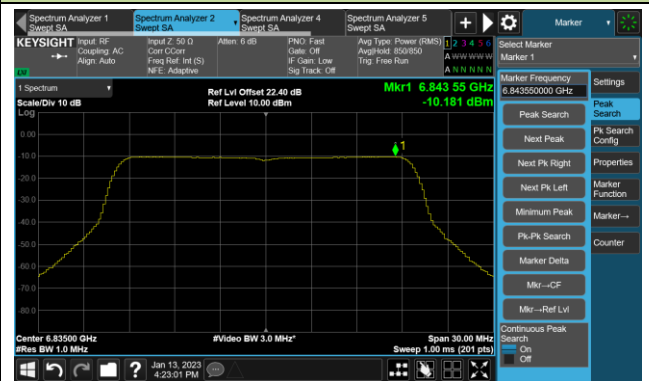 Spectrum Analyzer 1
Swept SA
Spectrum Analyzer 2
Swept SA
Spectrum Analyzer 4
Swept SA
Spectrum Analyzer 5
Swept SA
Marker
KEYSIGHT
Input: RF
Coupling: AC
Align: Auto
Input Z: 50 Ω
Corr CCorr
Freq Ref: Int (S)
NFE: Adaptive
Atten: 6 dB
PNO: Fast
Gate: Off
IF Gain: Low
Sig Track: Off
Avg Type: Power (RMS)
Avg|Hold: 850/850
Trig: Free Run
1 2 3 4 5 6
A W W W W W
A N N N N N
Select Marker
Marker 1
LW
1 Spectrum
Scale/Div 10 dB
Log
Ref Lvl Offset 22.40 dB
Ref Level 10.00 dBm
Mkr1 6.843 55 GHz
-10.181 dBm
1
0.00
-10.0
-20.0
-30.0
-40.0
-50.0
-60.0
-70.0
-80.0
Center 6.83500 GHz
#Res BW 1.0 MHz
#Video BW 3.0 MHz*
Span 30.00 MHz
Sweep 1.00 ms (201 pts)
Marker Frequency
6.843550000 GHz
Peak Search
Next Peak
Next Pk Right
Next Pk Left
Minimum Peak
Pk-Pk Search
Marker Delta
Mkr→CF
Mkr→Ref Lvl
Continuous Peak
Search
On
Off
Settings
Peak
Search
Pk Search
Config
Properties
Marker
Function
Marker→
Counter
?
Jan 13, 2023
4:23:01 PM